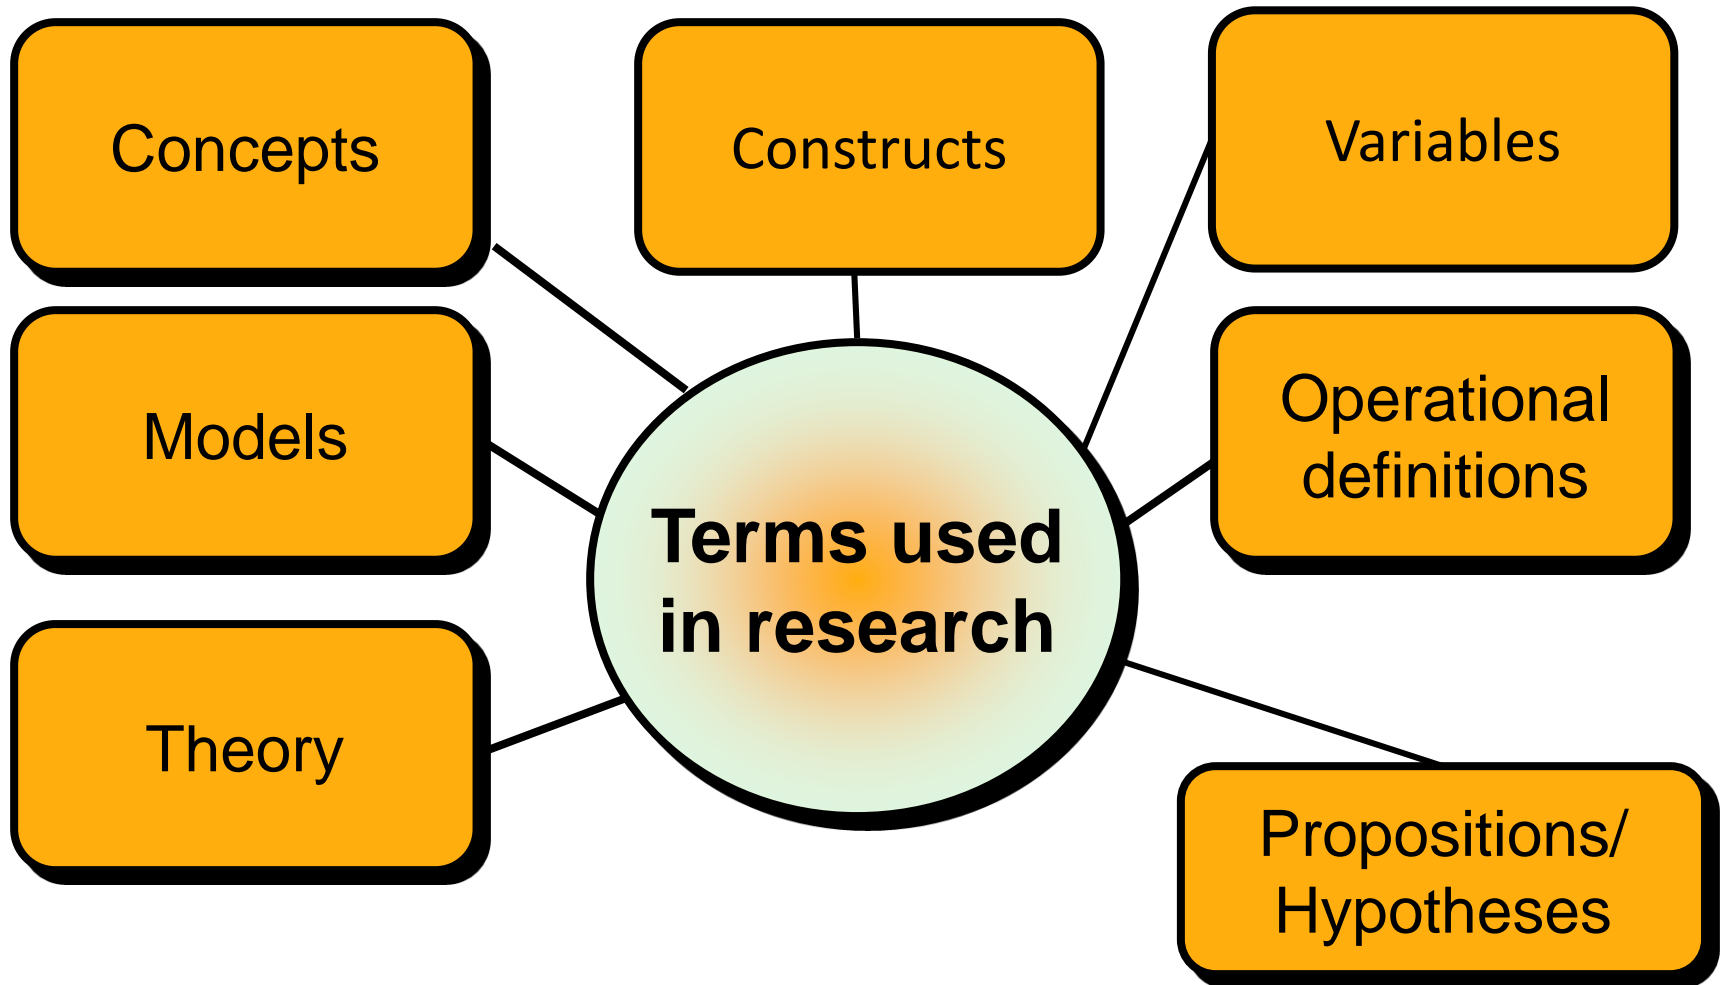 Concepts
Constructs
Variables
Models
Operational
definitions
Terms used
in research
Theory
Propositions/
Hypotheses